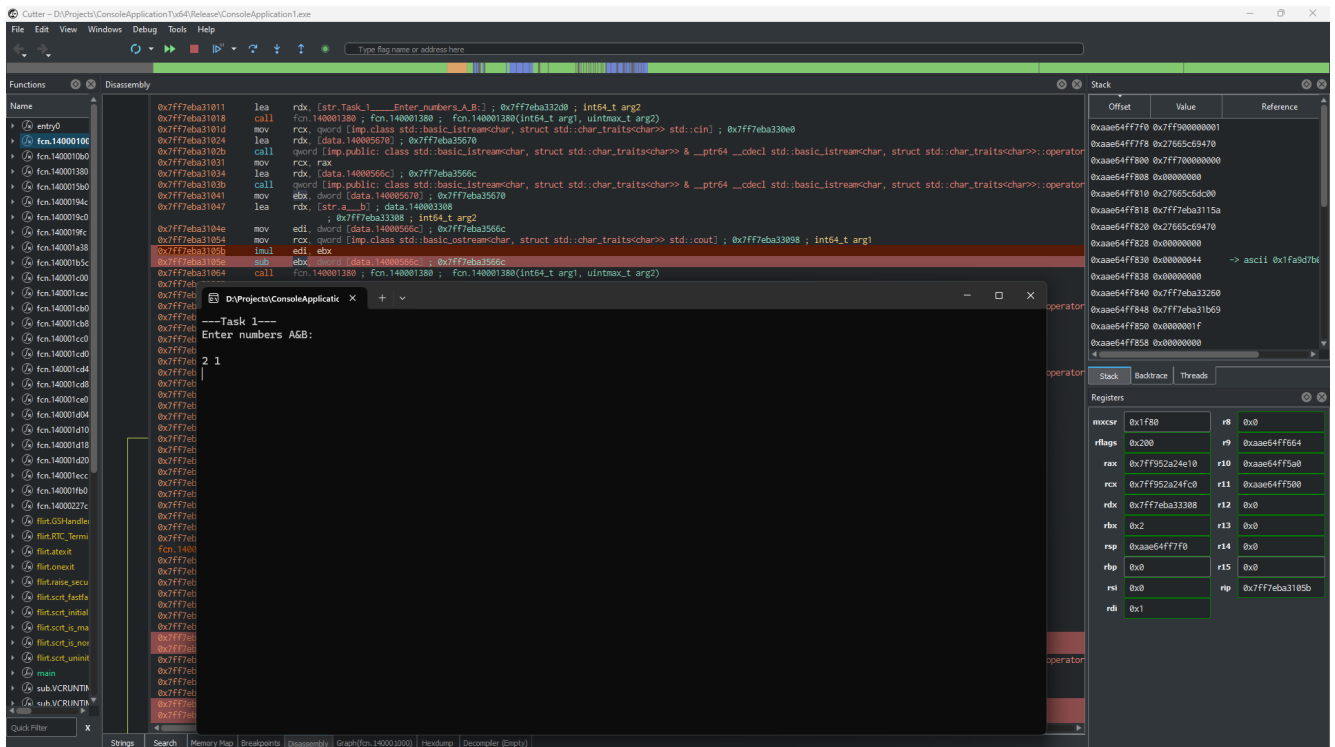 Cutter – D:\Projects\ConsoleApplication1\x64\Release\ConsoleApplication1.exe
File Edit View Windows Debug Tools Help
Type flag name or address here
Functions
Name
entry0
fcn.14000100
fcn.1400010b0
fcn.140001380
fcn.1400015b0
fcn.14000194c
fcn.1400019c0
fcn.1400019fc
fcn.140001a38
fcn.140001b5c
fcn.140001c00
fcn.140001cac
fcn.140001cb0
fcn.140001cb8
fcn.140001cc0
fcn.140001cd0
fcn.140001cd4
fcn.140001cd8
fcn.140001ce0
fcn.140001d04
fcn.140001d10
fcn.140001d18
fcn.140001d20
fcn.140001ecc
fcn.140001fb0
fcn.14000227c
flirt.GSHandle
flirt.RTC_Termi
flirt.atexit
flirt.onexit
flirt.raise_secu
flirt.scrt_fastfa
flirt.scrt_initial
flirt.scrt_is_ma
flirt.scrt_is_nor
flirt.scrt_uninit
main
sub.VCRUNTIN
sub.VCRUNTIN
Quick Filter X
Disassembly
0x7ff7eba31011 lea rdx, [str.Task_1_____Enter_numbers_A_B:] ; 0x7ff7eba332d0 ; int64_t arg2
0x7ff7eba31018 call fcn.140001380 ; fcn.140001380 ; fcn.140001380(int64_t arg1, uintmax_t arg2)
0x7ff7eba3101d mov rcx, qword [imp.class std::basic_istream<char, struct std::char_traits<char>> std::cin] ; 0x7ff7eba330e0
0x7ff7eba31024 lea rdx, [data.140005670] ; 0x7ff7eba35670
0x7ff7eba3102b call qword [imp.public: class std::basic_istream<char, struct std::char_traits<char>> & __ptr64 __cdecl std::basic_istream<char, struct std::char_traits<char>>::operator
0x7ff7eba31031 mov rcx, rax
0x7ff7eba31034 lea rdx, [data.14000566c] ; 0x7ff7eba3566c
0x7ff7eba3103b call qword [imp.public: class std::basic_istream<char, struct std::char_traits<char>> & __ptr64 __cdecl std::basic_istream<char, struct std::char_traits<char>>::operator
0x7ff7eba31041 mov ebx, dword [data.140005670] ; 0x7ff7eba35670
0x7ff7eba31047 lea rdx, [str.a___b] ; data.140003308
; 0x7ff7eba33308 ; int64_t arg2
0x7ff7eba3104e mov edi, dword [data.14000566c] ; 0x7ff7eba3566c
0x7ff7eba31054 mov rcx, qword [imp.class std::basic_ostream<char, struct std::char_traits<char>> std::cout] ; 0x7ff7eba33098 ; int64_t arg1
0x7ff7eba3105b imul edi, ebx
0x7ff7eba3105e sub ebx, dword [data.14000566c] ; 0x7ff7eba3566c
0x7ff7eba31064 call fcn.140001380 ; fcn.140001380 ; fcn.140001380(int64_t arg1, uintmax_t arg2)
D:\Projects\ConsoleApplicatic
---Task 1---
Enter numbers A&B:
2 1
operator
operator
operator
Strings Search Memory Map Breakpoints Disassembly Graph(fcn.140001000) Hexdump Decompiler (Empty)
Stack
Offset Value Reference
0xaae64ff7f0 0x7ff900000001
0xaae64ff7f8 0x27665c69470
0xaae64ff800 0x7ff700000000
0xaae64ff808 0x00000000
0xaae64ff810 0x27665c6dc00
0xaae64ff818 0x7ff7eba3115a
0xaae64ff820 0x27665c69470
0xaae64ff828 0x00000000
0xaae64ff830 0x00000044 -> ascii 0x1fa9d7b
0xaae64ff838 0x00000000
0xaae64ff840 0x7ff7eba33260
0xaae64ff848 0x7ff7eba31b69
0xaae64ff850 0x0000001f
0xaae64ff858 0x00000000
Stack Backtrace Threads
Registers
mxcsr 0x1f80 r8 0x0
rflags 0x200 r9 0xaae64ff664
rax 0x7ff952a24e10 r10 0xaae64ff5a0
rcx 0x7ff952a24fc0 r11 0xaae64ff500
rdx 0x7ff7eba33308 r12 0x0
rbx 0x2 r13 0x0
rsp 0xaae64ff7f0 r14 0x0
rbp 0x0 r15 0x0
rsi 0x0 rip 0x7ff7eba3105b
rdi 0x1